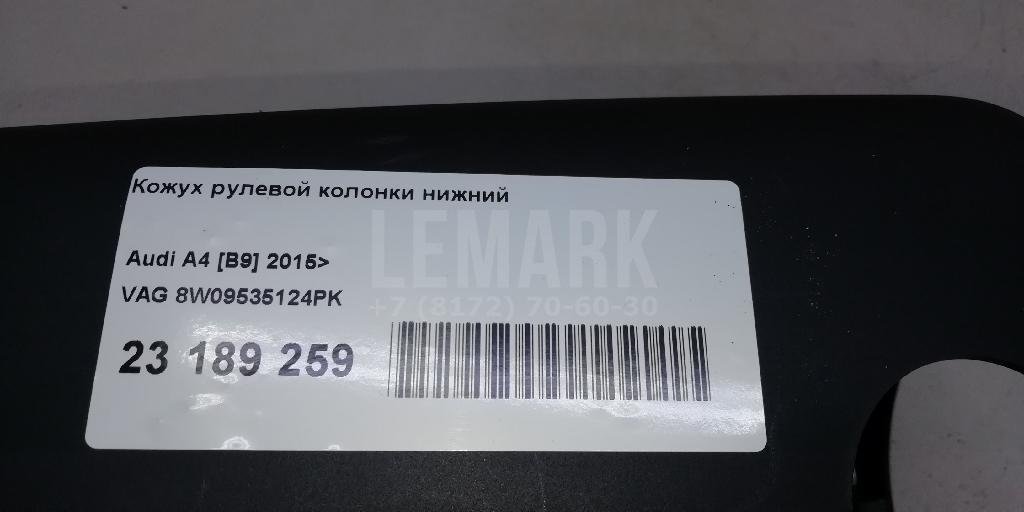 Кожух рулевой колонки нижний
LEMARK
Audi A4 [B9] 2015>
VAG 8W09535124PK
+7 (8172) 70-60-30
23 189 259